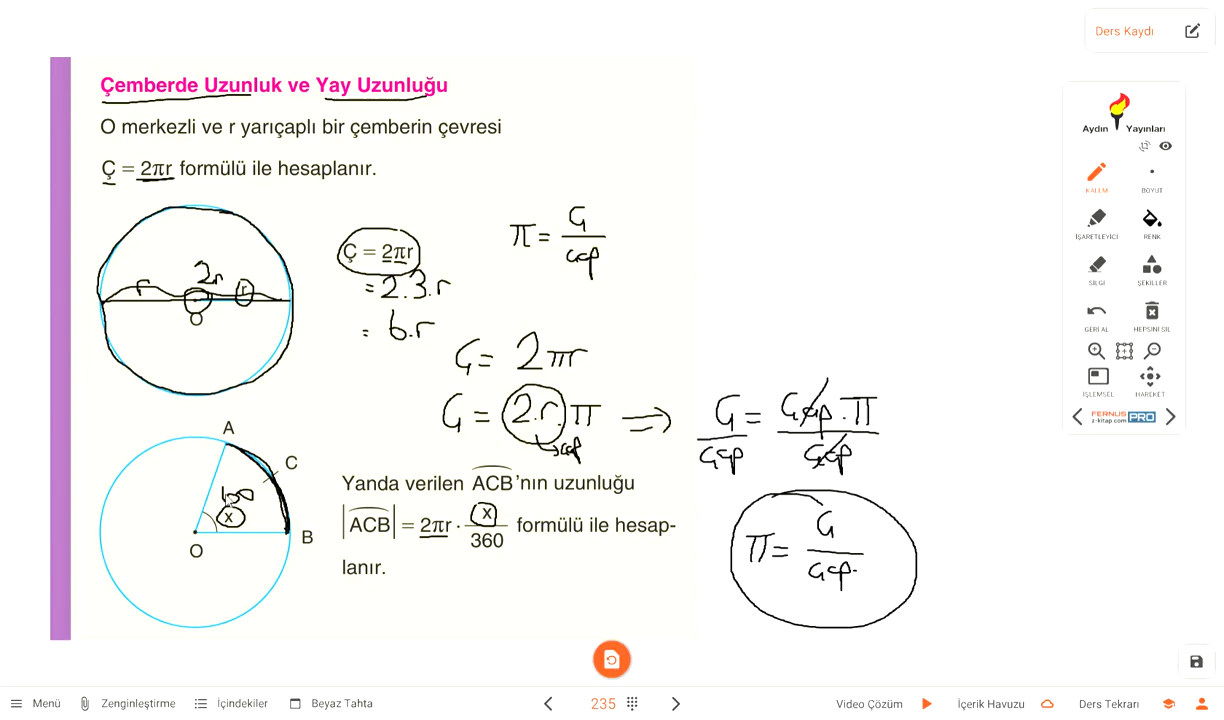 Ders Kaydı
Çemberde Uzunluk ve Yay Uzunluğu
O merkezli ve r yarıçaplı bir çemberin çevresi
Ç = 2πr formülü ile hesaplanır.
Aydın Yayınları
KALEM
BOYUT
İŞARETLEYİCİ
RENK
SİLGİ
ŞEKİLLER
GERİ AL
HEPSİNİ SİL
İŞLEMSEL
HAREKET
FERNUS PRO
z-kitap.com
r
2r
r
O
Ç = 2πr
= 2.3.r
= 6.r
π = Ç / Çap
Ç = 2πr
Ç = 2.r.π ⇒ Ç / Çap = Çap.π / Çap
Çap
π = Ç / Çap
A
C
B
O
x
Yanda verilen ACB'nin uzunluğu
|ACB| = 2πr · x / 360 formülü ile hesap-
lanır.
Menü
Zenginleştirme
İçindekiler
Beyaz Tahta
235
Video Çözüm
İçerik Havuzu
Ders Tekrarı